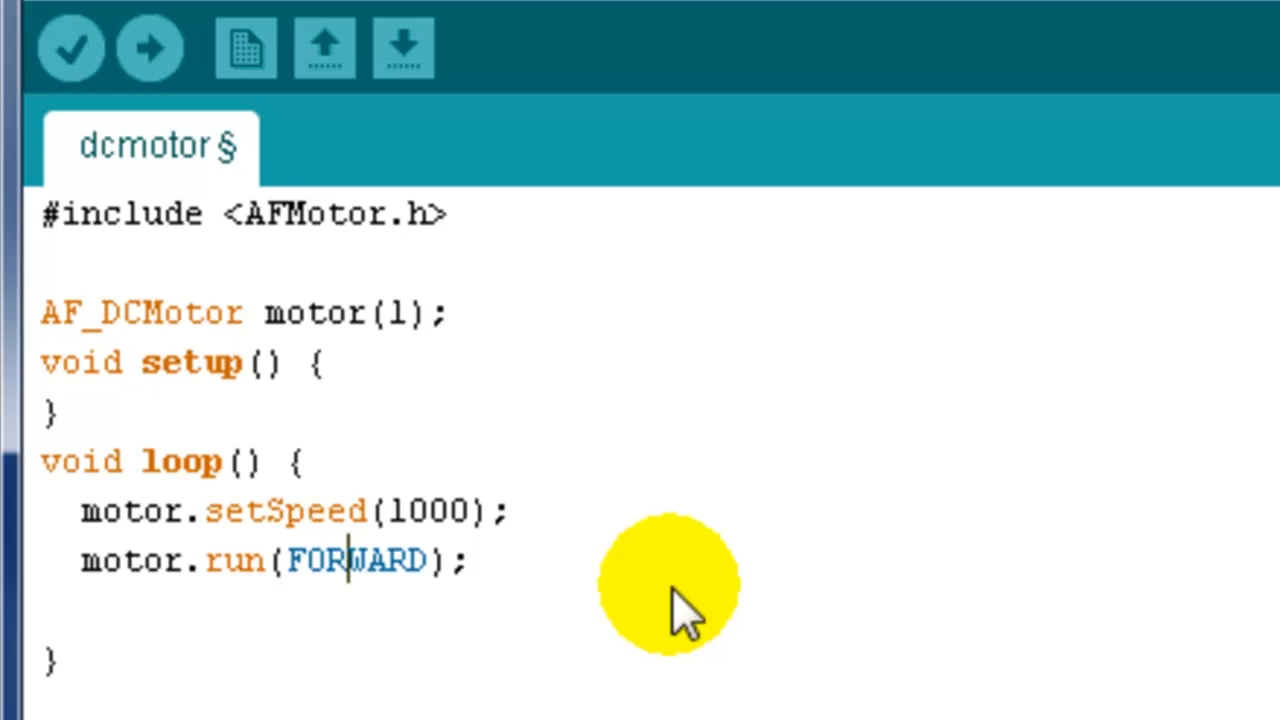 dcmotor §
#include <AFMotor.h>
AF_DCMotor motor(1);
void setup() {
}
void loop() {
motor.setSpeed(1000);
motor.run(FORWARD);
}